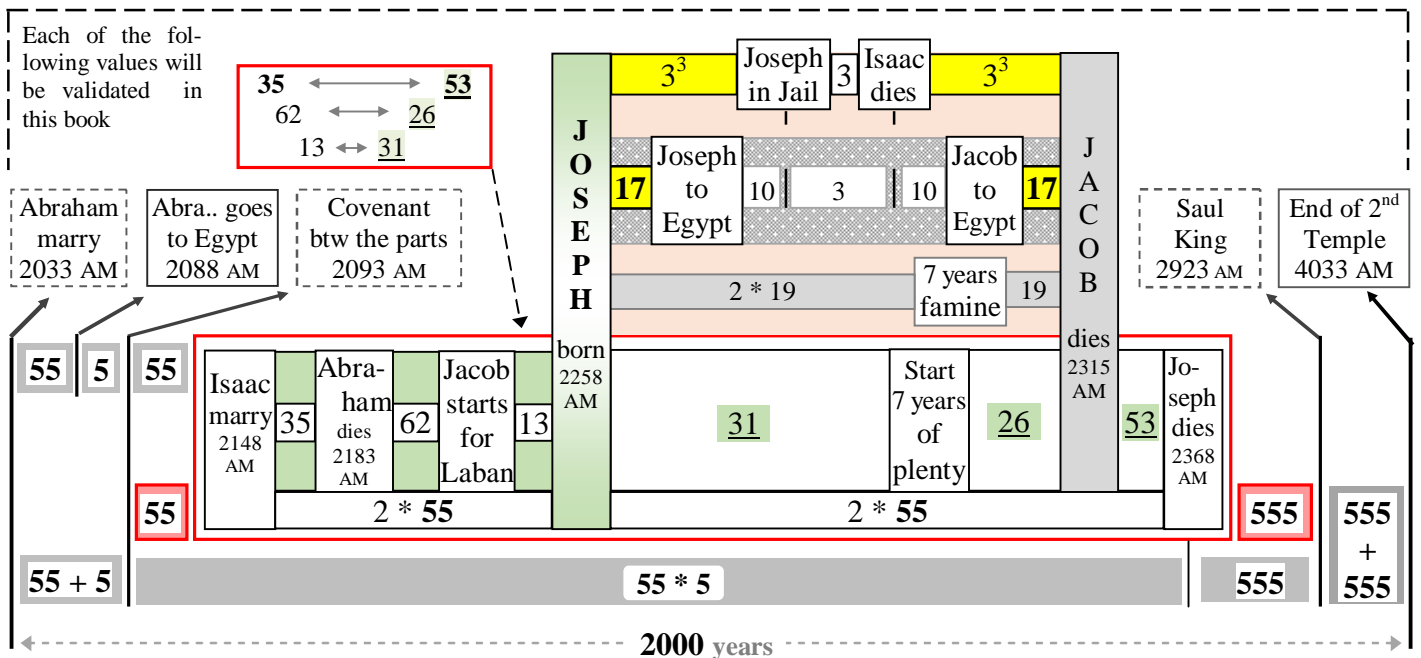 Each of the fol-
lowing values will
be validated in
this book
35 53
62 26
13 31
Abraham
marry
2033 AM
Abra.. goes
to Egypt
2088 AM
Covenant
btw the parts
2093 AM
JOSEPH
born
2258
AM
3³
Joseph
in Jail
3
Isaac
dies
3³
17
Joseph
to
Egypt
10
3
10
Jacob
to
Egypt
17
2 * 19
7 years
famine
19
JACOB
dies
2315
AM
Saul
King
2923 AM
End of 2nd
Temple
4033 AM
55 5 55
Isaac
marry
2148
AM
35
Abra-
ham
dies
2183
AM
62
Jacob
starts
for
Laban
13
31
Start
7 years
of
plenty
26
53
Jo-
seph
dies
2368
AM
55
2 * 55
2 * 55
555
555
+
555
55 + 5
55 * 5
555
2000 years